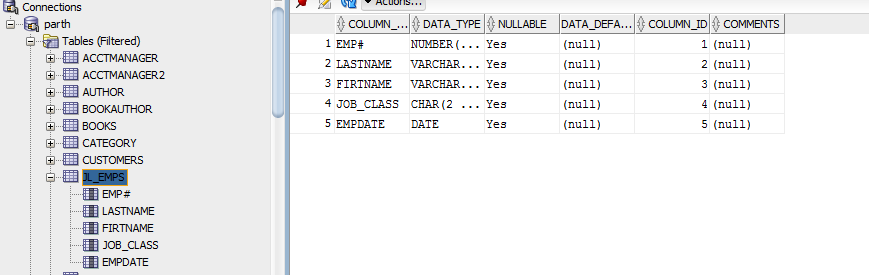 Connections
parth
Tables (Filtered)
ACCTMANAGER
ACCTMANAGER2
AUTHOR
BOOKAUTHOR
BOOKS
CATEGORY
CUSTOMERS
JL_EMPS
EMP#
LASTNAME
FIRTNAME
JOB_CLASS
EMPDATE
Actions...
COLUMN_... DATA_TYPE NULLABLE DATA_DEFA... COLUMN_ID COMMENTS
1 EMP# NUMBER(... Yes (null) 1 (null)
2 LASTNAME VARCHAR... Yes (null) 2 (null)
3 FIRTNAME VARCHAR... Yes (null) 3 (null)
4 JOB_CLASS CHAR(2 ... Yes (null) 4 (null)
5 EMPDATE DATE Yes (null) 5 (null)